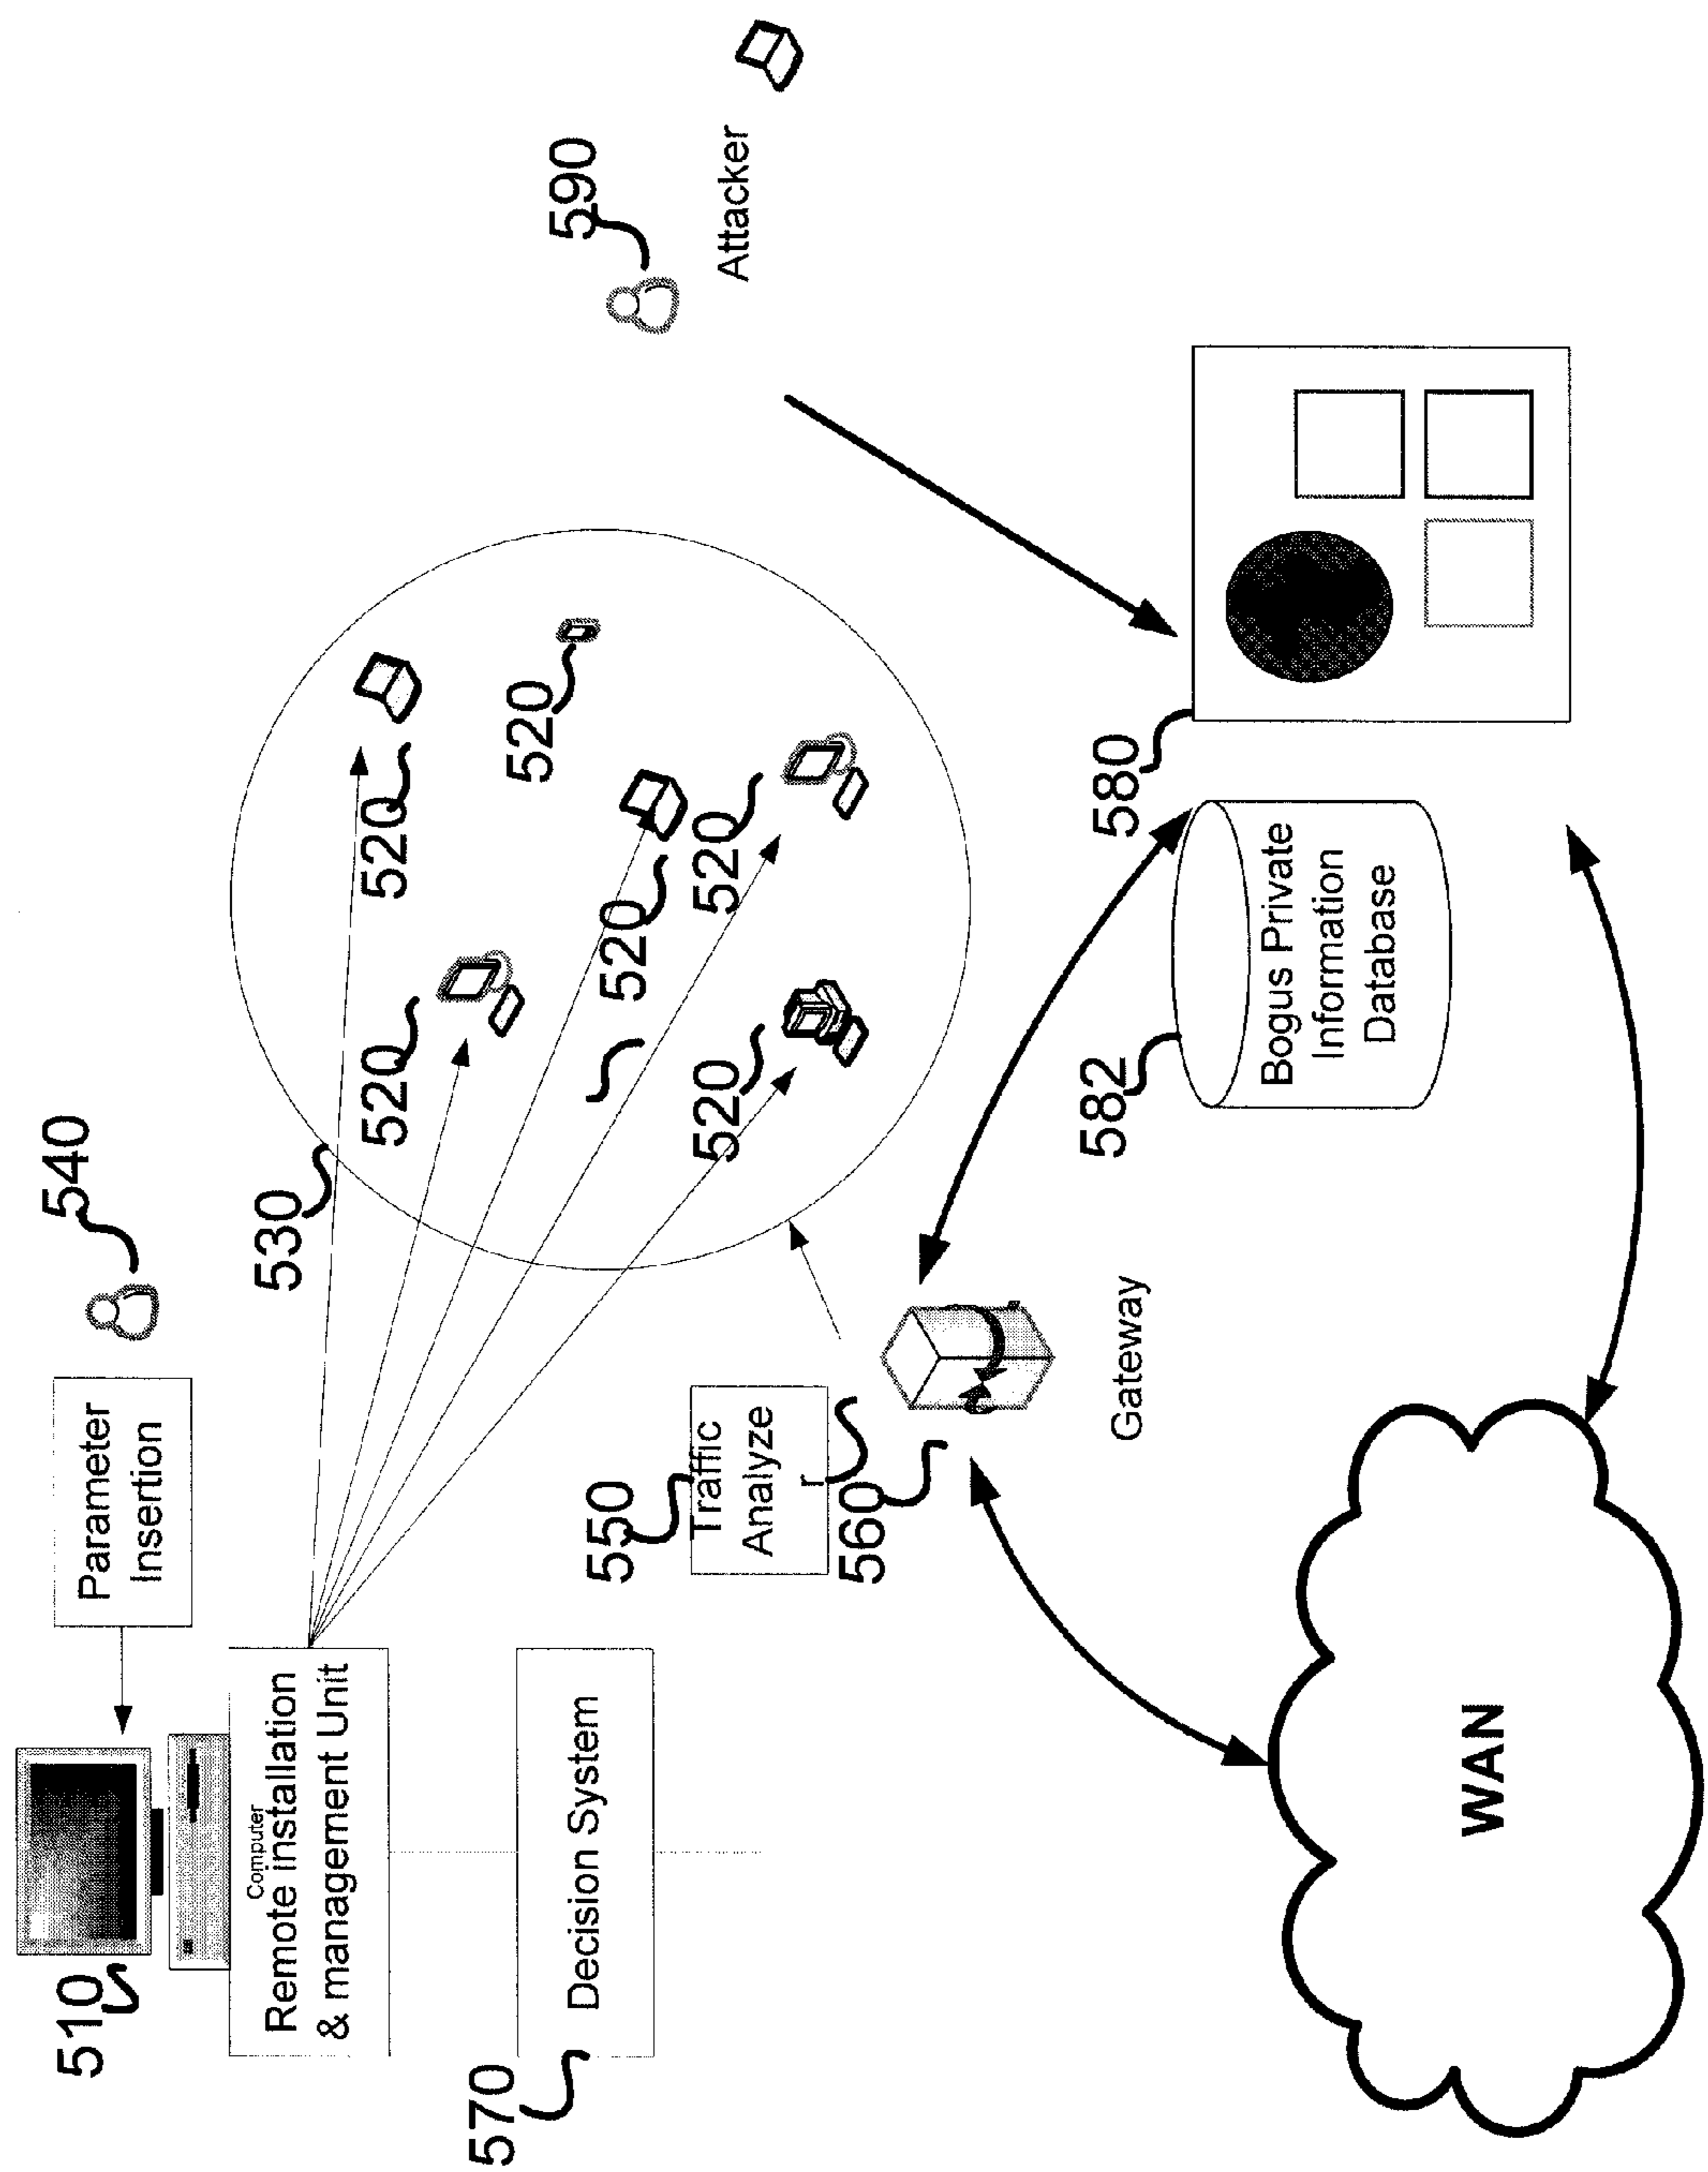 510
Computer
Remote installation
& management Unit
Parameter
Insertion
540
570
Decision System
530
520
520
520
520
520
520
590
Attacker
550
Traffic
Analyze
r
560
Gateway
580
582
Bogus Private
Information
Database
WAN